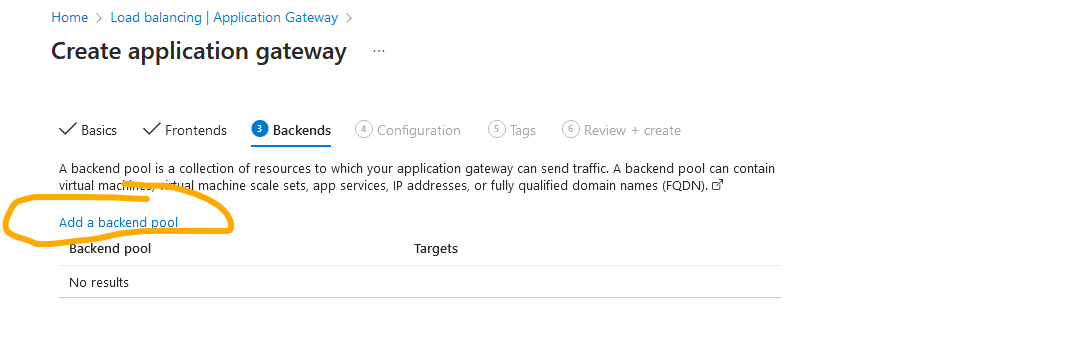 Home > Load balancing | Application Gateway >
Create application gateway ...
Basics Frontends 3 Backends 4 Configuration 5 Tags 6 Review + create
A backend pool is a collection of resources to which your application gateway can send traffic. A backend pool can contain
virtual machines, virtual machine scale sets, app services, IP addresses, or fully qualified domain names (FQDN).
Add a backend pool
Backend pool Targets
No results